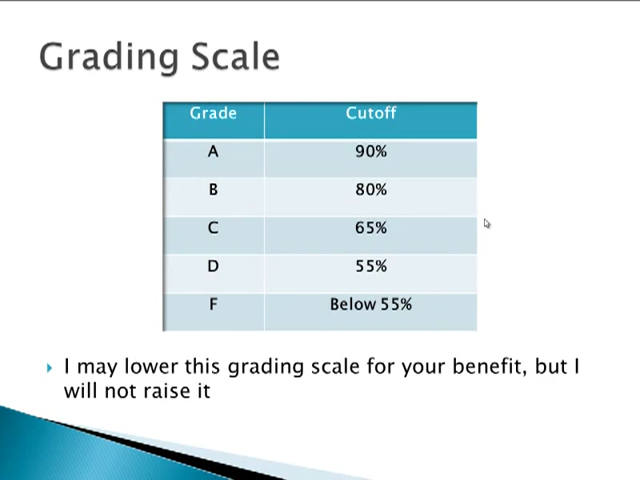 Grading Scale
Grade Cutoff
A 90%
B 80%
C 65%
D 55%
F Below 55%
I may lower this grading scale for your benefit, but I
will not raise it